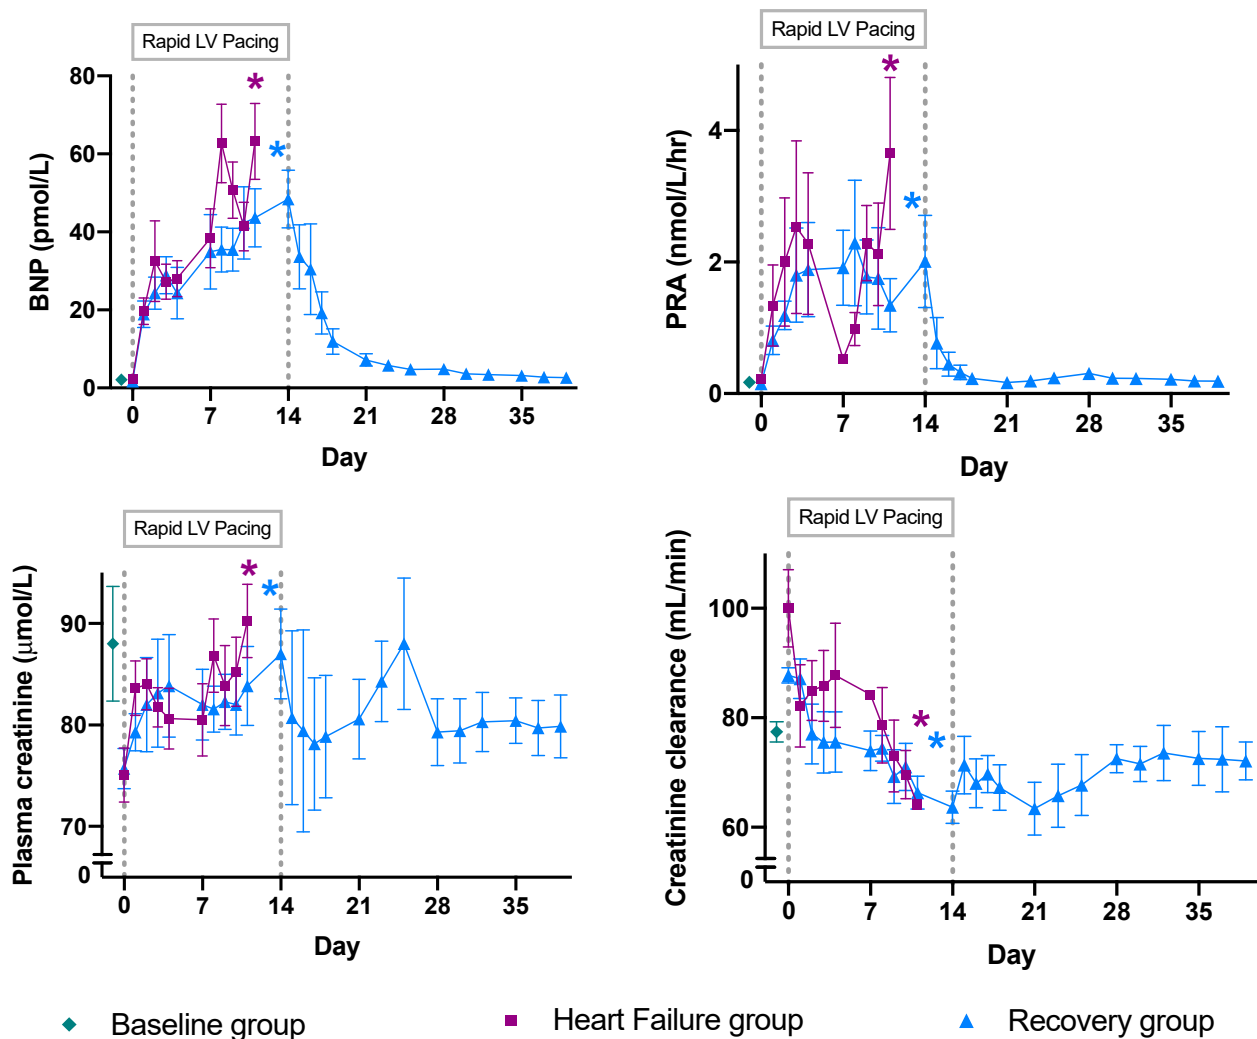 Rapid LV Pacing
*
*
80
60
40
20
0
BNP (pmol/L)
0 7 14 21 28 35
Day
Rapid LV Pacing
*
*
4
2
0
PRA (nmol/L/hr)
0 7 14 21 28 35
Day
Rapid LV Pacing
*
*
90
80
70
0
Plasma creatinine (μmol/L)
0 7 14 21 28 35
Day
Rapid LV Pacing
*
*
100
80
60
0
Creatinine clearance (mL/min)
0 7 14 21 28 35
Day
Baseline group Heart Failure group Recovery group